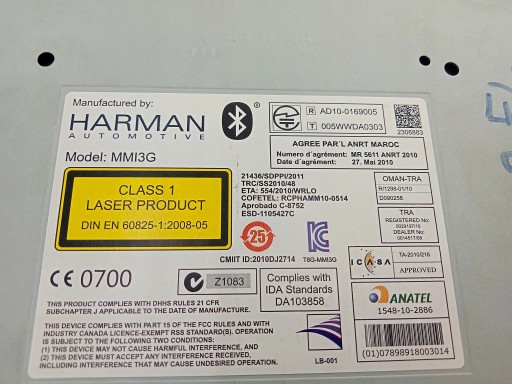 Manufactured by:
HARMAN
AUTOMOTIVE
Model: MMI3G
CLASS 1
LASER PRODUCT
DIN EN 60825-1:2008-05
R AD10-0169005
T 005WWDA0303
2306883
AGREE PAR´L ANRT MAROC
Numero d´agrément: MR 5611 ANRT 2010
Date d´agrément: 27. Mai 2010
21436/SDPPI/2011
TRC/SS2010/48
ETA: 554/2010/WRLO
COFETEL: RCPHAMM10-0514
Aprobado C-8752
ESD-1105427C
OMAN-TRA
R/1298-01/10
D090258
TRA
REGISTERED No:
DEALER No:
25
CMIIT ID:2010DJ2714
T8G-MMI3G
ICASA
TA-2010/216
APPROVED
CE 0700
N
Z1083
Complies with
IDA Standards
DA103858
ANATEL
1548-10-2886
(01)07898918003014
THIS PRODUCT COMPLIES WITH DHHS RULES 21 CFR
SUBCHAPTER J APPLICABLE TO DATE OF MANUFACTURE.
THIS DEVICE COMPLIES WITH PART 15 OF THE FCC RULES AND WITH
INDUSTRY CANADA LICENCE-EXEMPT RSS STANDARD(S). OPERATION
IS SUBJECT TO THE FOLLOWING TWO CONDITIONS:
(1) THIS DEVICE MAY NOT CAUSE HARMFUL INTERFERENCE, AND
(2) THIS DEVICE MUST ACCEPT ANY INTERFERENCE RECEIVED,
INCLUDING INTERFERENCE THAT MAY CAUSE UNDESIRED OPERATION.
LB-001